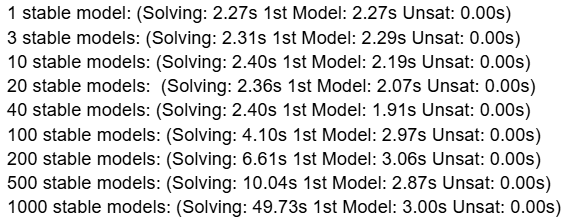 1 stable model: (Solving: 2.27s 1st Model: 2.27s Unsat: 0.00s)
3 stable models: (Solving: 2.31s 1st Model: 2.29s Unsat: 0.00s)
10 stable models: (Solving: 2.40s 1st Model: 2.19s Unsat: 0.00s)
20 stable models:  (Solving: 2.36s 1st Model: 2.07s Unsat: 0.00s)
40 stable models: (Solving: 2.40s 1st Model: 1.91s Unsat: 0.00s)
100 stable models: (Solving: 4.10s 1st Model: 2.97s Unsat: 0.00s)
200 stable models: (Solving: 6.61s 1st Model: 3.06s Unsat: 0.00s)
500 stable models: (Solving: 10.04s 1st Model: 2.87s Unsat: 0.00s)
1000 stable models: (Solving: 49.73s 1st Model: 3.00s Unsat: 0.00s)